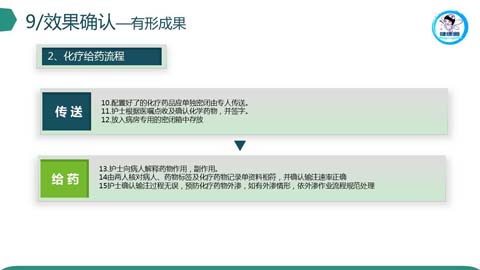 9/效果确认—有形成果
2、化疗给药流程
传 送
10.配置好了的化疗药品应单独密闭由专人传送。
11.护士根据医嘱点收及确认化学药物，并签字。
12.放入病房专用的密闭箱中存放
给 药
13.护士向病人解释药物作用，副作用。
14由两人核对病人、药物标签及化疗药物记录单资料相符，并确认输注速率正确
15护士确认输注过程无误，预防化疗药物外渗，如有外渗情形，依外渗作业流程规范处理